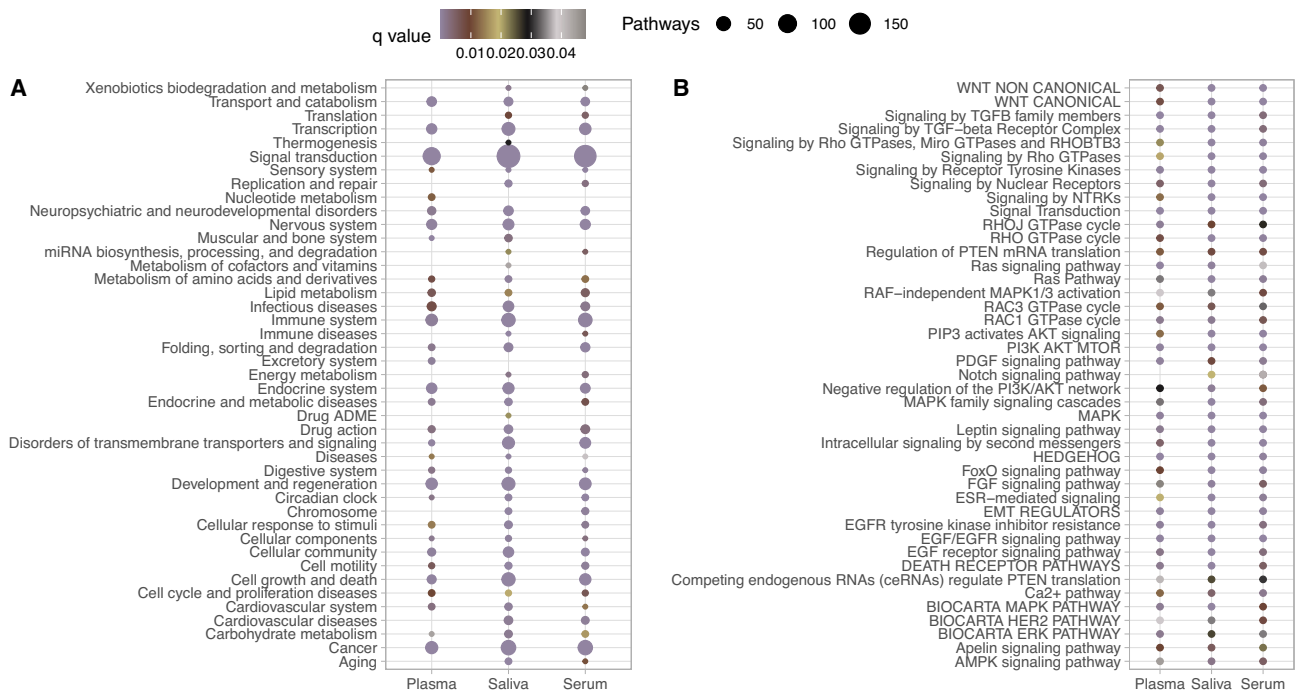 q value
0.01 0.02 0.03 0.04
Pathways
50
100
150
A
Xenobiotics biodegradation and metabolism
Transport and catabolism
Translation
Transcription
Thermogenesis
Signal transduction
Sensory system
Replication and repair
Nucleotide metabolism
Neuropsychiatric and neurodevelopmental disorders
Nervous system
Muscular and bone system
miRNA biosynthesis, processing, and degradation
Metabolism of cofactors and vitamins
Metabolism of amino acids and derivatives
Lipid metabolism
Infectious diseases
Immune system
Immune diseases
Folding, sorting and degradation
Excretory system
Energy metabolism
Endocrine system
Endocrine and metabolic diseases
Drug ADME
Drug action
Disorders of transmembrane transporters and signaling
Diseases
Digestive system
Development and regeneration
Circadian clock
Chromosome
Cellular response to stimuli
Cellular components
Cellular community
Cell motility
Cell growth and death
Cell cycle and proliferation diseases
Cardiovascular system
Cardiovascular diseases
Carbohydrate metabolism
Cancer
Aging
Plasma
Saliva
Serum
B
WNT NON CANONICAL
WNT CANONICAL
Signaling by TGFB family members
Signaling by TGF−beta Receptor Complex
Signaling by Rho GTPases, Miro GTPases and RHOBTB3
Signaling by Rho GTPases
Signaling by Receptor Tyrosine Kinases
Signaling by Nuclear Receptors
Signaling by NTRKs
Signal Transduction
RHOJ GTPase cycle
RHO GTPase cycle
Regulation of PTEN mRNA translation
Ras signaling pathway
Ras Pathway
RAF−independent MAPK1/3 activation
RAC3 GTPase cycle
RAC1 GTPase cycle
PIP3 activates AKT signaling
PI3K AKT MTOR
PDGF signaling pathway
Notch signaling pathway
Negative regulation of the PI3K/AKT network
MAPK family signaling cascades
MAPK
Leptin signaling pathway
Intracellular signaling by second messengers
HEDGEHOG
FoxO signaling pathway
FGF signaling pathway
ESR−mediated signaling
EMT REGULATORS
EGFR tyrosine kinase inhibitor resistance
EGF/EGFR signaling pathway
EGF receptor signaling pathway
DEATH RECEPTOR PATHWAYS
Competing endogenous RNAs (ceRNAs) regulate PTEN translation
Ca2+ pathway
BIOCARTA MAPK PATHWAY
BIOCARTA HER2 PATHWAY
BIOCARTA ERK PATHWAY
Apelin signaling pathway
AMPK signaling pathway
Plasma
Saliva
Serum